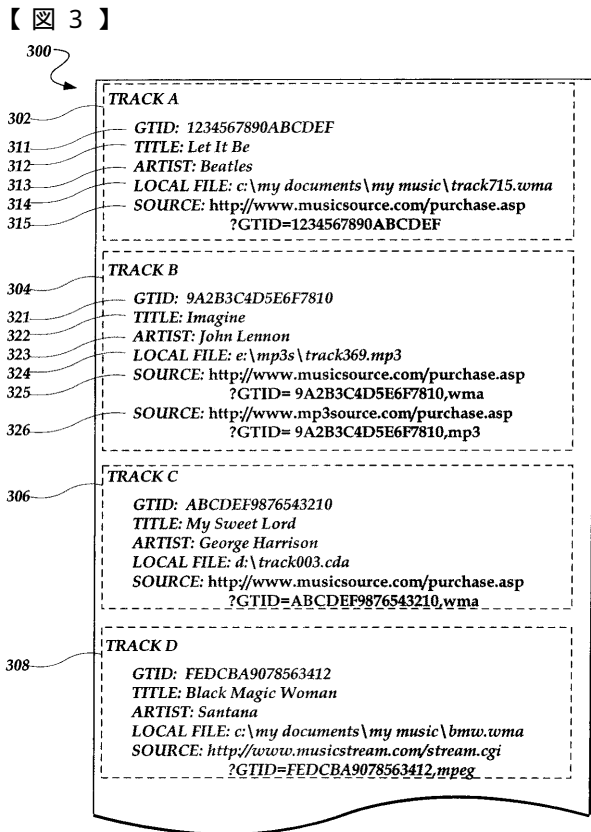 【図3】
300
302
TRACK A
311
GTID: 1234567890ABCDEF
312
TITLE: Let It Be
313
ARTIST: Beatles
314
LOCAL FILE: c:\my documents\my music\track715.wma
315
SOURCE: http://www.musicsource.com/purchase.asp
?GTID=1234567890ABCDEF
304
TRACK B
321
GTID: 9A2B3C4D5E6F7810
322
TITLE: Imagine
323
ARTIST: John Lennon
324
LOCAL FILE: e:\mp3s\track369.mp3
325
SOURCE: http://www.musicsource.com/purchase.asp
?GTID= 9A2B3C4D5E6F7810,wma
326
SOURCE: http://www.mp3source.com/purchase.asp
?GTID= 9A2B3C4D5E6F7810,mp3
306
TRACK C
GTID: ABCDEF9876543210
TITLE: My Sweet Lord
ARTIST: George Harrison
LOCAL FILE: d:\track003.cda
SOURCE: http://www.musicsource.com/purchase.asp
?GTID=ABCDEF9876543210,wma
308
TRACK D
GTID: FEDCBA9078563412
TITLE: Black Magic Woman
ARTIST: Santana
LOCAL FILE: c:\my documents\my music\bmw.wma
SOURCE: http://www.musicstream.com/stream.cgi
?GTID=FEDCBA9078563412,mpeg